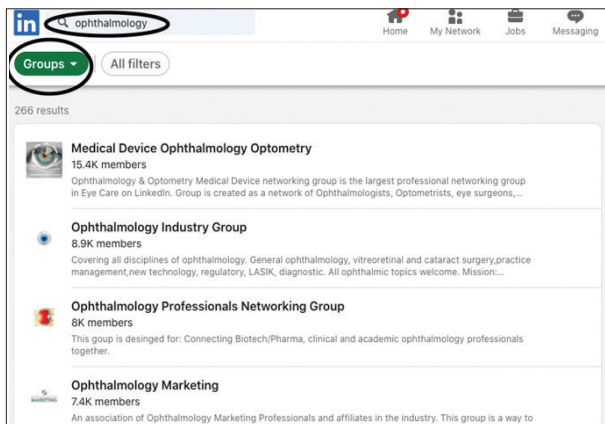 in
ophthalmology
Home
My Network
Jobs
Messaging
Groups
All filters
266 results
Medical Device Ophthalmology Optometry
15.4K members
Ophthalmology & Optometry Medical Device networking group is the largest professional networking group
in Eye Care on LinkedIn. Group is created as a network of Ophthalmologists, Optometrists, eye surgeons,...
Ophthalmology Industry Group
8.9K members
Covering all disciplines of ophthalmology. General ophthalmology, vitreoretinal and cataract surgery,practice
management,new technology, regulatory, LASIK, diagnostic. All ophthalmic topics welcome. Mission:...
Ophthalmology Professionals Networking Group
8K members
This goup is desinged for: Connecting Biotech/Pharma, clinical and academic ophthalmology professionals
together.
MARKETING
Ophthalmology Marketing
7.4K members
An association of Ophthalmology Marketing Professionals and affiliates in the industry. This group is a way to